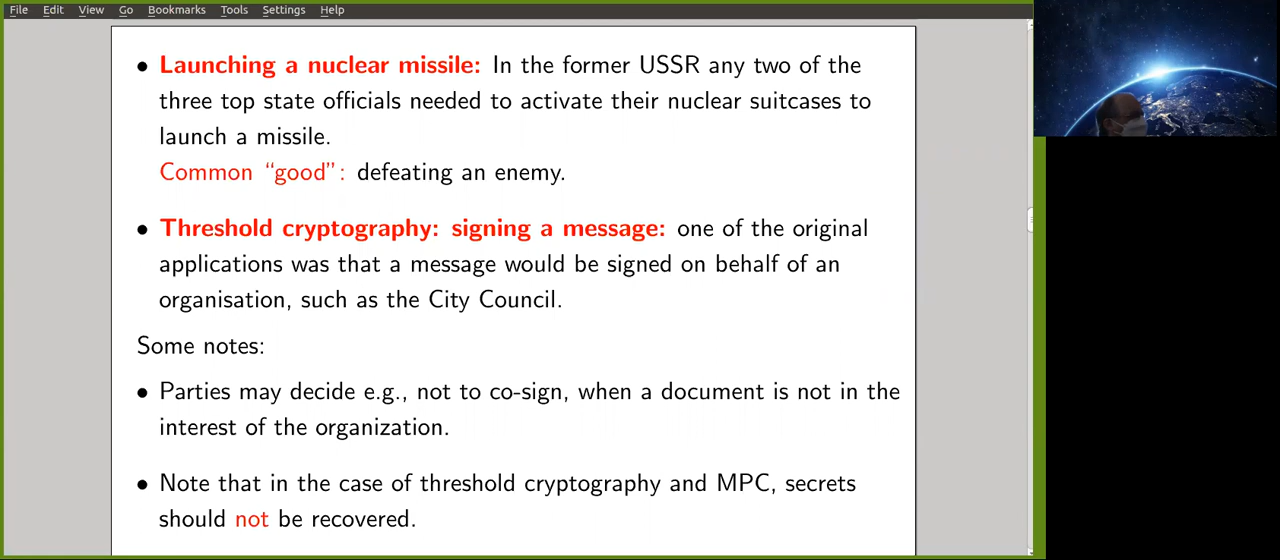 File Edit View Go Bookmarks Tools Settings Help
• Launching a nuclear missile: In the former USSR any two of the
three top state officials needed to activate their nuclear suitcases to
launch a missile.
Common “good”: defeating an enemy.
• Threshold cryptography: signing a message: one of the original
applications was that a message would be signed on behalf of an
organisation, such as the City Council.
Some notes:
• Parties may decide e.g., not to co-sign, when a document is not in the
interest of the organization.
• Note that in the case of threshold cryptography and MPC, secrets
should not be recovered.